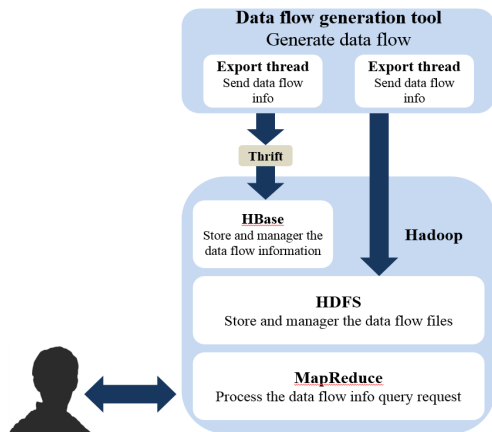 Data flow generation tool
Generate data flow
Export thread
Send data flow
info
Export thread
Send data flow
info
Thrift
HBase
Store and manager the
data flow information
Hadoop
HDFS
Store and manager the data flow files
MapReduce
Process the data flow info query request